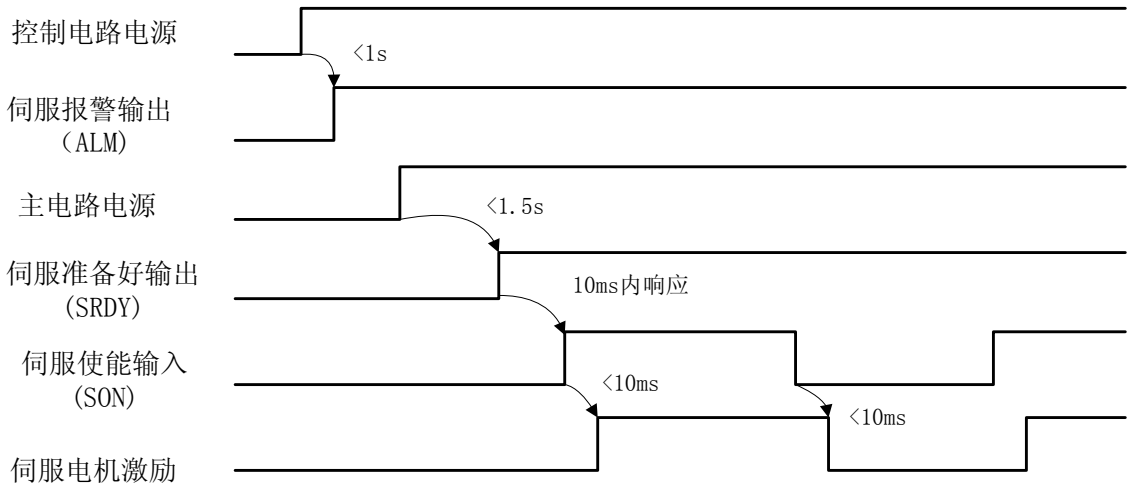 控制电路电源
<1s
伺服报警输出
(ALM)
主电路电源
<1.5s
伺服准备好输出
(SRDY)
10ms内响应
伺服使能输入
(SON)
<10ms
<10ms
伺服电机激励